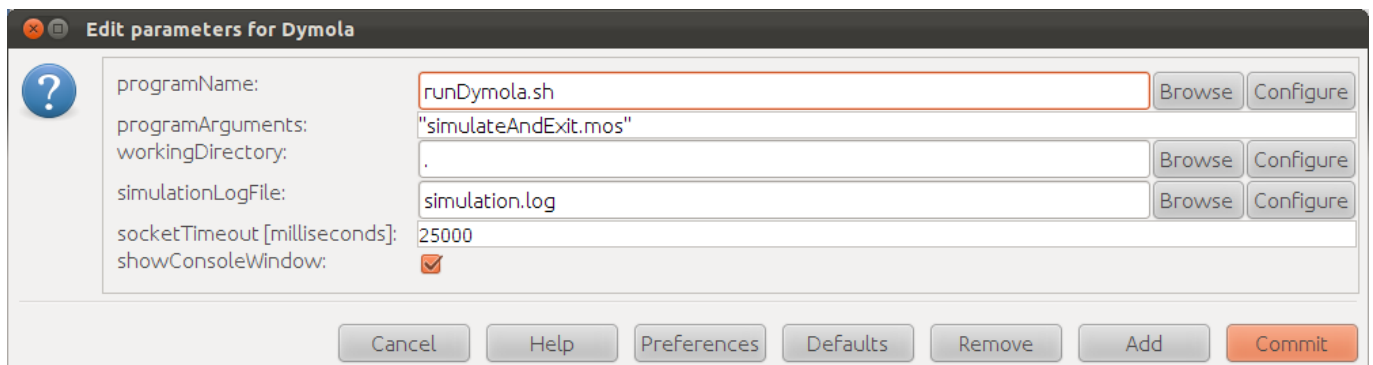 Edit parameters for Dymola
programName: runDymola.sh Browse Configure
programArguments: "simulateAndExit.mos"
workingDirectory: . Browse Configure
simulationLogFile: simulation.log Browse Configure
socketTimeout [milliseconds]: 25000
showConsoleWindow:
Cancel Help Preferences Defaults Remove Add Commit